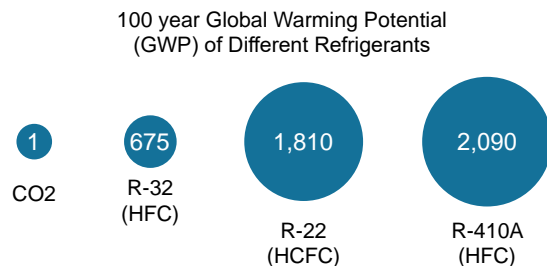 100 year Global Warming Potential
(GWP) of Different Refrigerants
1
675
1,810
2,090
CO2
R-32
(HFC)
R-22
(HCFC)
R-410A
(HFC)